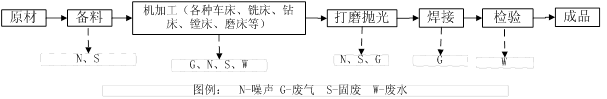 原材
备料
机加工（各种车床、铣床、钻
床、镗床、磨床等）
打磨抛光
焊接
检验
成品
N、S
G、N、S、W
N、S、G
G
W
图例： N-噪声 G-废气 S-固废 W-废水